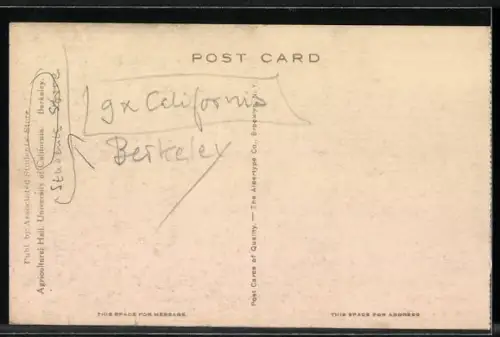 POST CARD
Publ. by Associated Students' Store
Agricultural Hall, University of California. Berkeley.
Students Store
9x California
Berkeley
Post Cards of Quality. — The Albertype Co., Brooklyn, N. Y.
THIS SPACE FOR MESSAGE.
THIS SPACE FOR ADDRESS